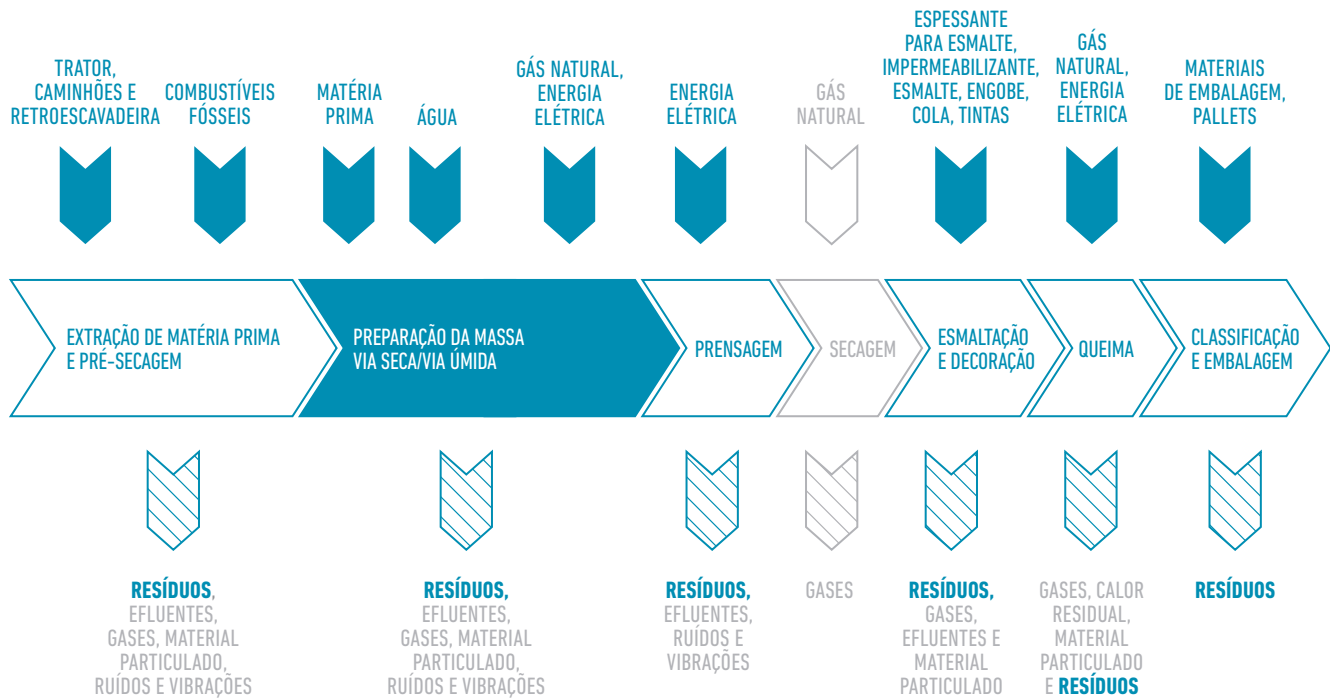 TRATOR,
CAMINHÕES E
RETROESCAVADEIRA
COMBUSTÍVEIS
FÓSSEIS
MATÉRIA
PRIMA
ÁGUA
GÁS NATURAL,
ENERGIA
ELÉTRICA
ENERGIA
ELÉTRICA
GÁS
NATURAL
ESPESSANTE
PARA ESMALTE,
IMPERMEABILIZANTE,
ESMALTE, ENGOBE,
COLA, TINTAS
GÁS
NATURAL,
ENERGIA
ELÉTRICA
MATERIAIS
DE EMBALAGEM,
PALLETS
EXTRAÇÃO DE MATÉRIA PRIMA
E PRÉ-SECAGEM
PREPARAÇÃO DA MASSA
VIA SECA/VIA ÚMIDA
PRENSAGEM
SECAGEM
ESMALTAÇÃO
E DECORAÇÃO
QUEIMA
CLASSIFICAÇÃO
E EMBALAGEM
RESÍDUOS,
EFLUENTES,
GASES, MATERIAL
PARTICULADO,
RUÍDOS E VIBRAÇÕES
RESÍDUOS,
EFLUENTES,
GASES, MATERIAL
PARTICULADO,
RUÍDOS E VIBRAÇÕES
RESÍDUOS,
EFLUENTES,
RUÍDOS E
VIBRAÇÕES
GASES
RESÍDUOS,
GASES,
EFLUENTES E
MATERIAL
PARTICULADO
GASES, CALOR
RESIDUAL,
MATERIAL
PARTICULADO
E RESÍDUOS
RESÍDUOS